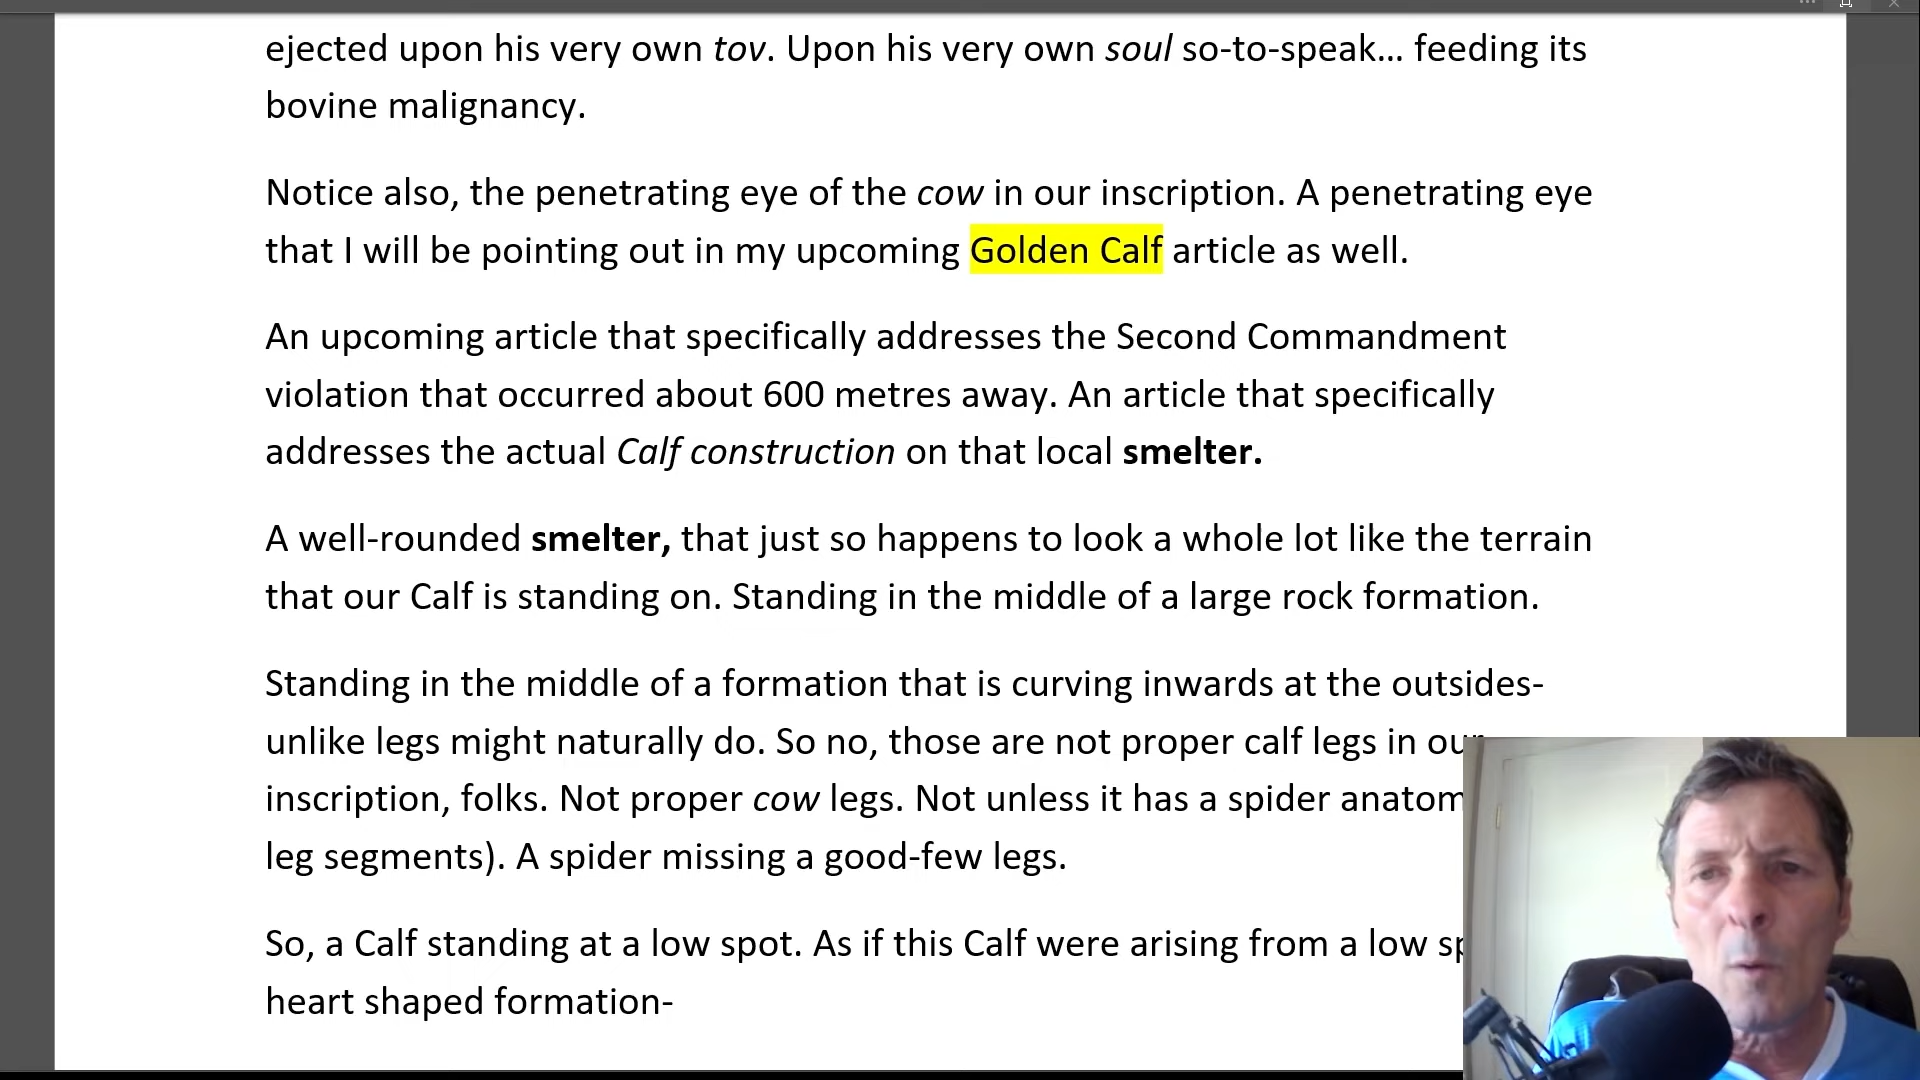 ejected upon his very own tov. Upon his very own soul so-to-speak… feeding its
bovine malignancy.
Notice also, the penetrating eye of the cow in our inscription. A penetrating eye
that I will be pointing out in my upcoming Golden Calf article as well.
An upcoming article that specifically addresses the Second Commandment
violation that occurred about 600 metres away. An article that specifically
addresses the actual Calf construction on that local smelter.
A well-rounded smelter, that just so happens to look a whole lot like the terrain
that our Calf is standing on. Standing in the middle of a large rock formation.
Standing in the middle of a formation that is curving inwards at the outsides-
unlike legs might naturally do. So no, those are not proper calf legs in our
inscription, folks. Not proper cow legs. Not unless it has a spider anatom
leg segments). A spider missing a good-few legs.
So, a Calf standing at a low spot. As if this Calf were arising from a low sp
heart shaped formation-